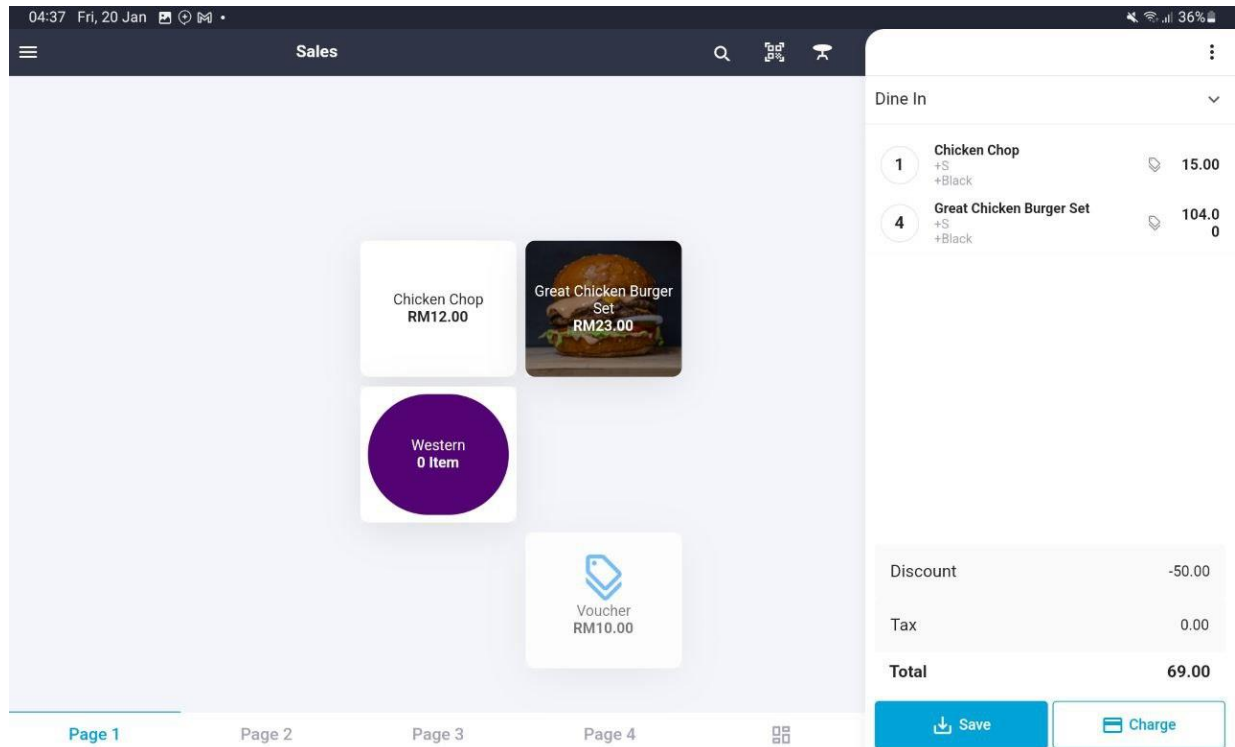 04:37 Fri, 20 Jan
36%
Sales
Chicken Chop
RM12.00
Great Chicken Burger
Set
RM23.00
Western
0 Item
Voucher
RM10.00
Page 1
Page 2
Page 3
Page 4
Dine In
1
Chicken Chop
+S
+Black
15.00
4
Great Chicken Burger Set
+S
+Black
104.0
0
Discount -50.00
Tax 0.00
Total 69.00
Save
Charge